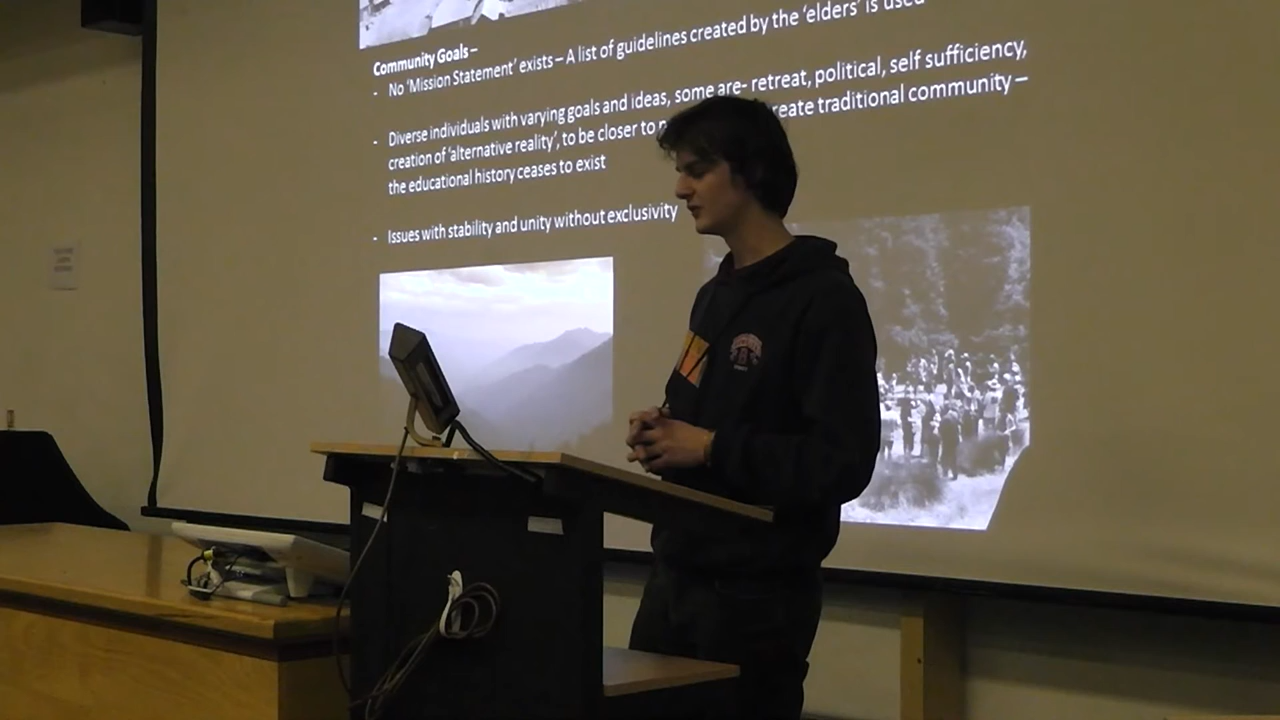 Community Goals –
- No 'Mission Statement' exists – A list of guidelines created by the 'elders' is used
- Diverse individuals with varying goals and ideas, some are- retreat, political, self sufficiency,
creation of 'alternative reality', to be closer to reate traditional community –
the educational history ceases to exist
- Issues with stability and unity without exclusivity